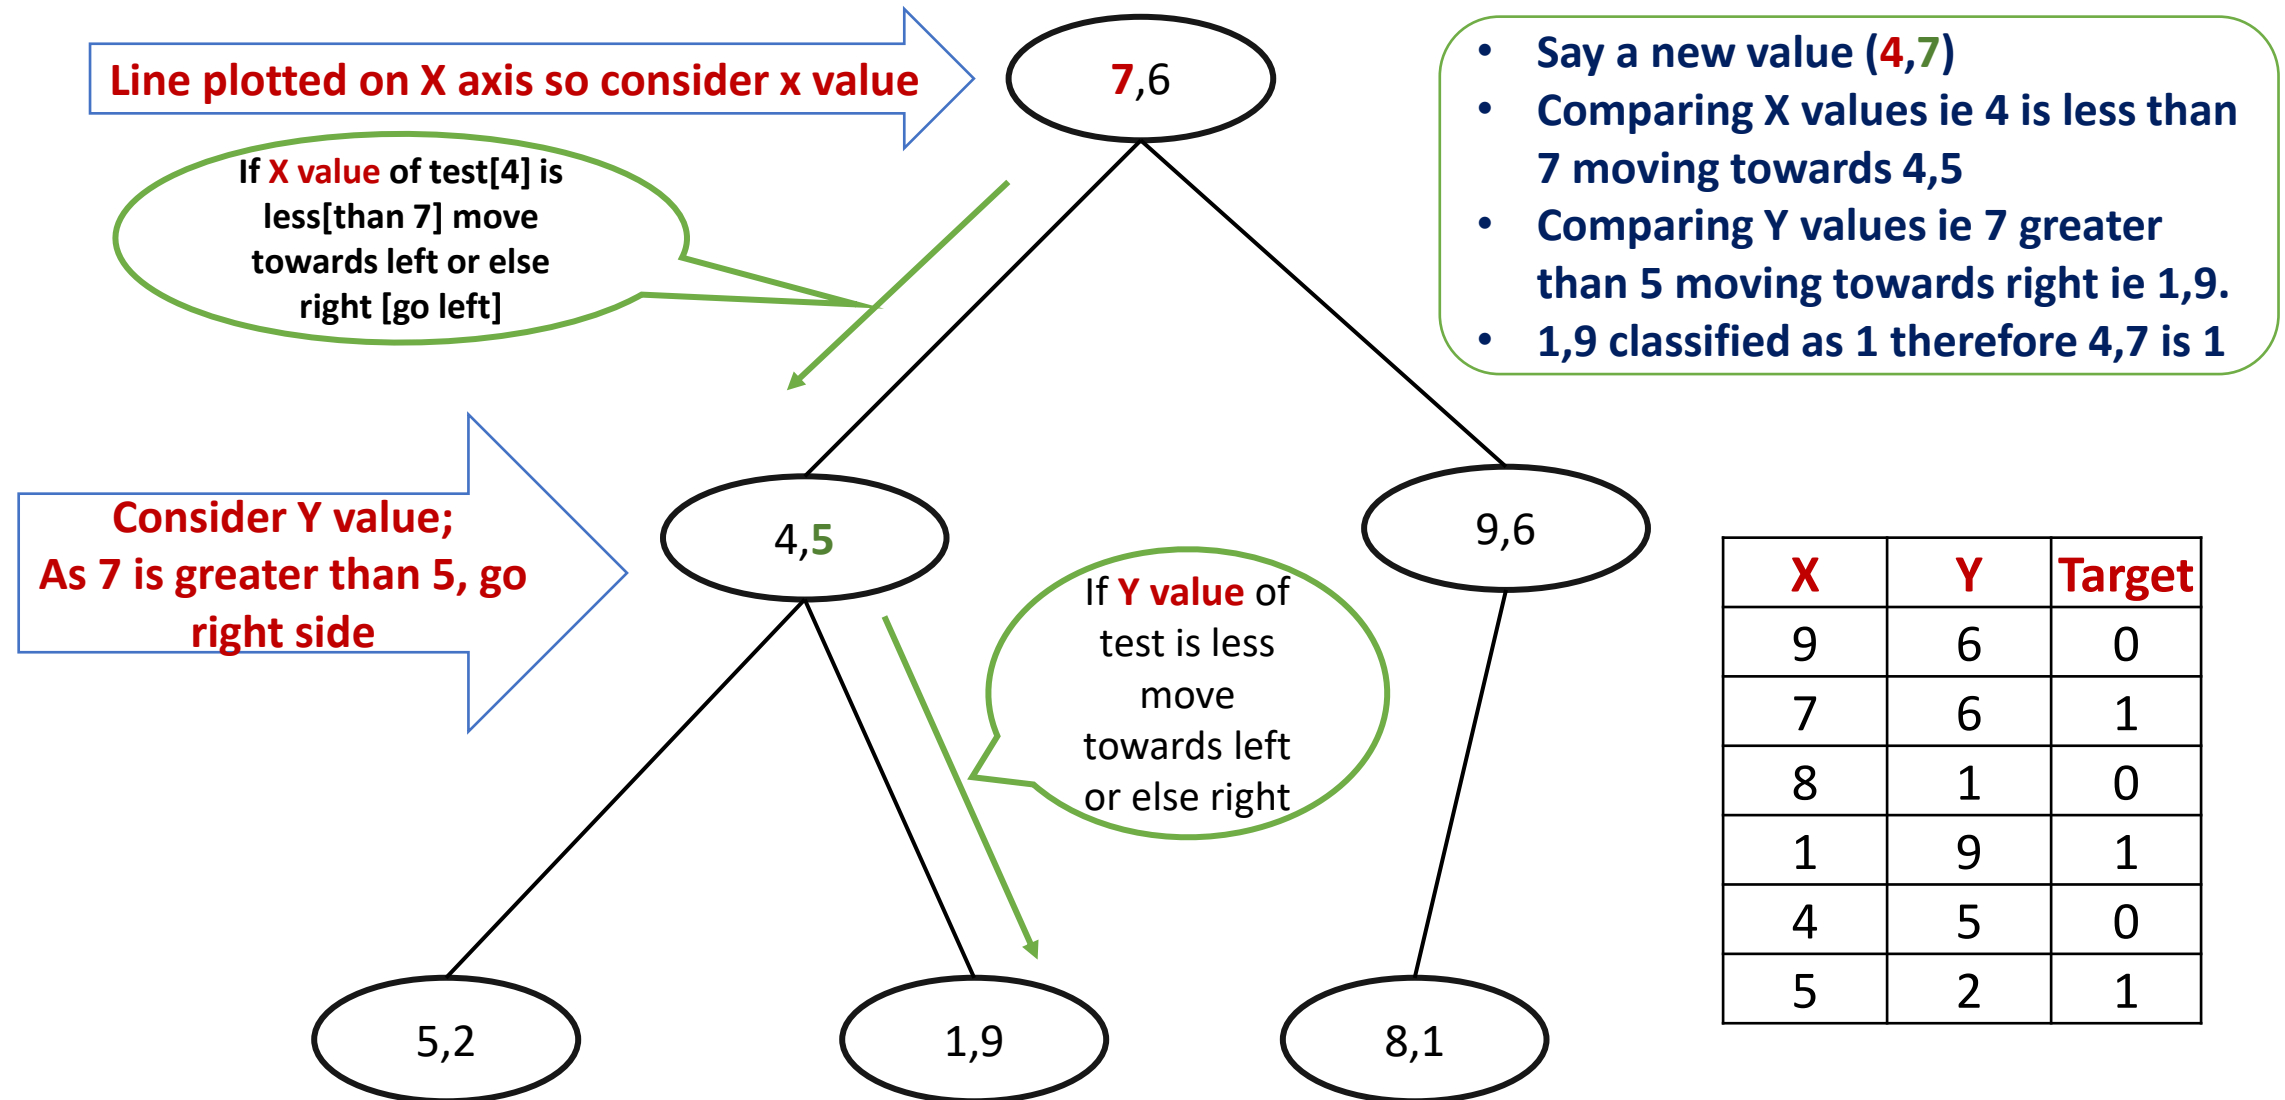 Line plotted on X axis so consider x value
7,6
• Say a new value (4,7)
• Comparing X values ie 4 is less than
7 moving towards 4,5
• Comparing Y values ie 7 greater
than 5 moving towards right ie 1,9.
• 1,9 classified as 1 therefore 4,7 is 1
If X value of test[4] is
less[than 7] move
towards left or else
right [go left]
Consider Y value;
As 7 is greater than 5, go
right side
4,5
9,6
If Y value of
test is less
move
towards left
or else right
X Y Target
9 6 0
7 6 1
8 1 0
1 9 1
4 5 0
5 2 1
5,2
1,9
8,1